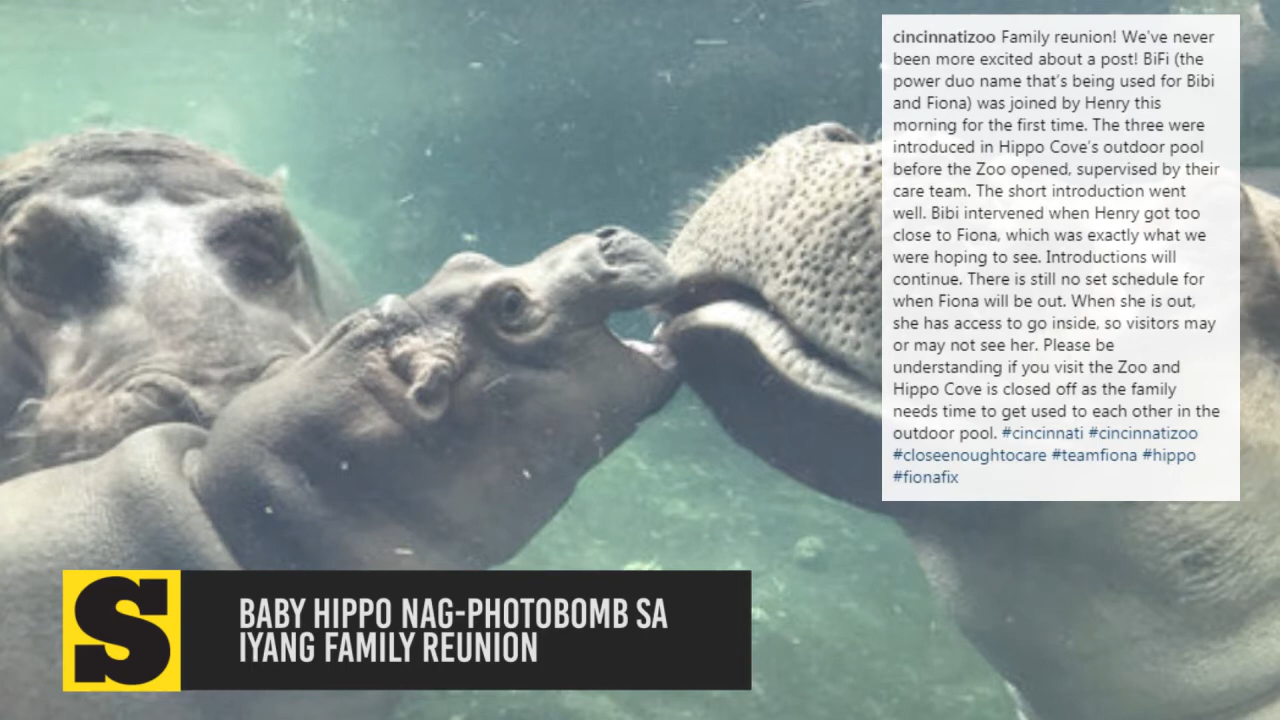 cincinnatizoo Family reunion! We've never
been more excited about a post! BiFi (the
power duo name that's being used for Bibi
and Fiona) was joined by Henry this
morning for the first time. The three were
introduced in Hippo Cove's outdoor pool
before the Zoo opened, supervised by their
care team. The short introduction went
well. Bibi intervened when Henry got too
close to Fiona, which was exactly what we
were hoping to see. Introductions will
continue. There is still no set schedule for
when Fiona will be out. When she is out,
she has access to go inside, so visitors may
or may not see her. Please be
understanding if you visit the Zoo and
Hippo Cove is closed off as the family
needs time to get used to each other in the
outdoor pool. #cincinnati #cincinnatizoo
#closeenoughtocare #teamfiona #hippo
#fionafix
S
BABY HIPPO NAG-PHOTOBOMB SA
IYANG FAMILY REUNION